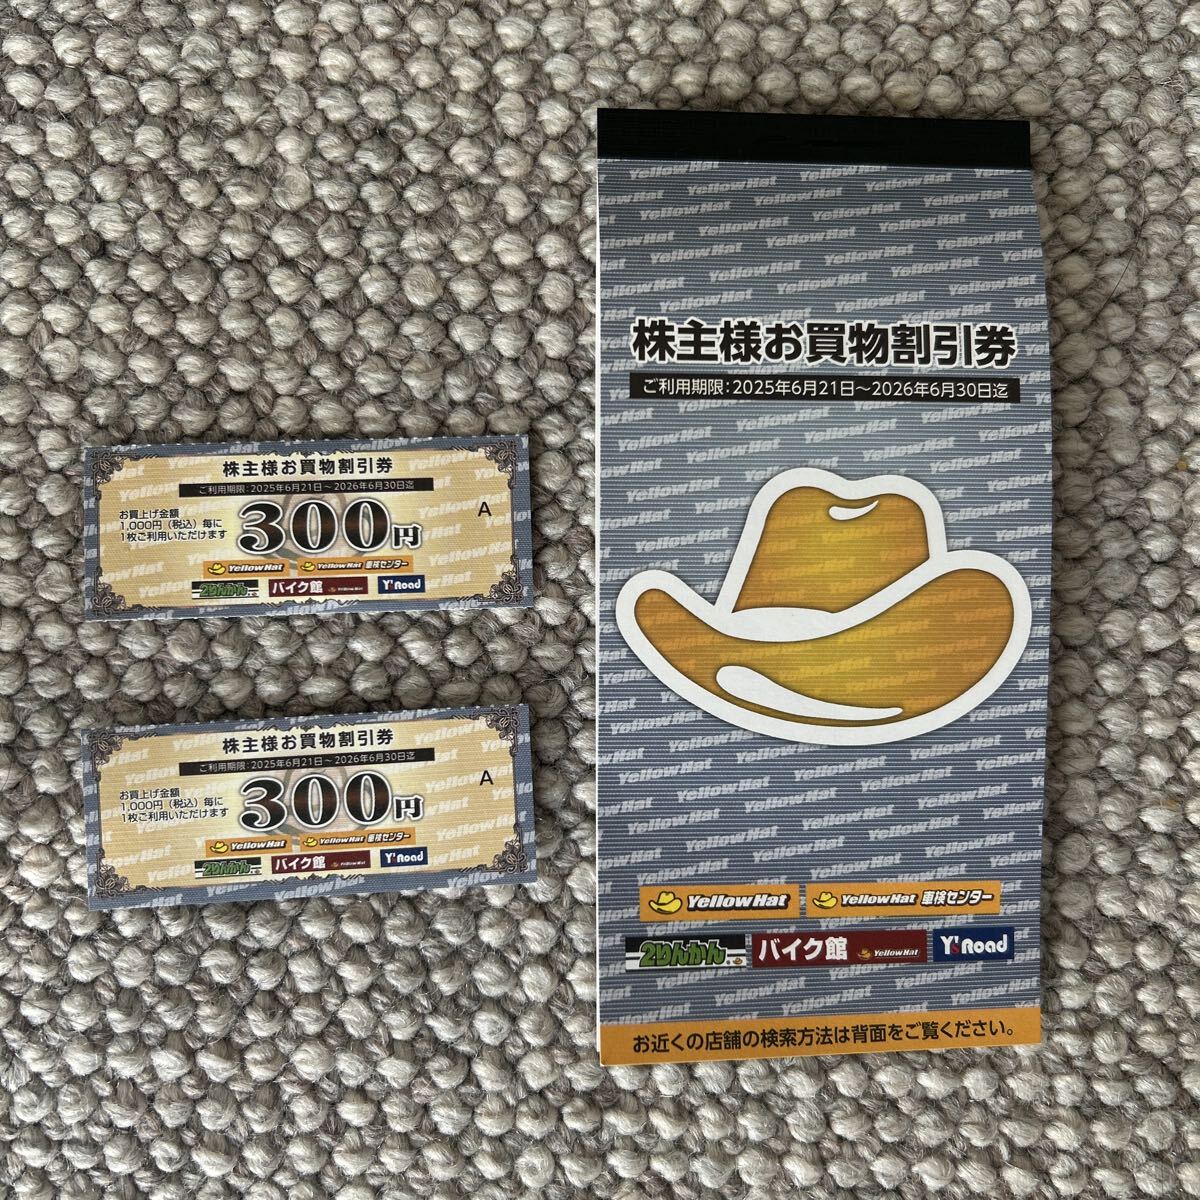 株主様お買物割引券
ご利用期限:2025年6月21日~2026年6月30日迄
お買上げ金額
1,000円(税込)毎に
1枚ご利用いただけます
300円
A
YellowHat
YellowHat 車検センター
2りんかん
バイク館 YellowHat
Y'sRoad
株主様お買物割引券
ご利用期限:2025年6月21日~2026年6月30日迄
お買上げ金額
1,000円(税込)毎に
1枚ご利用いただけます
300円
A
YellowHat
YellowHat 車検センター
2りんかん
バイク館 YellowHat
Y'sRoad
株主様お買物割引券
ご利用期限:2025年6月21日~2026年6月30日迄
YellowHat
YellowHat 車検センター
2りんかん
バイク館 YellowHat
Y'sRoad
お近くの店舗の検索方法は背面をご覧ください。